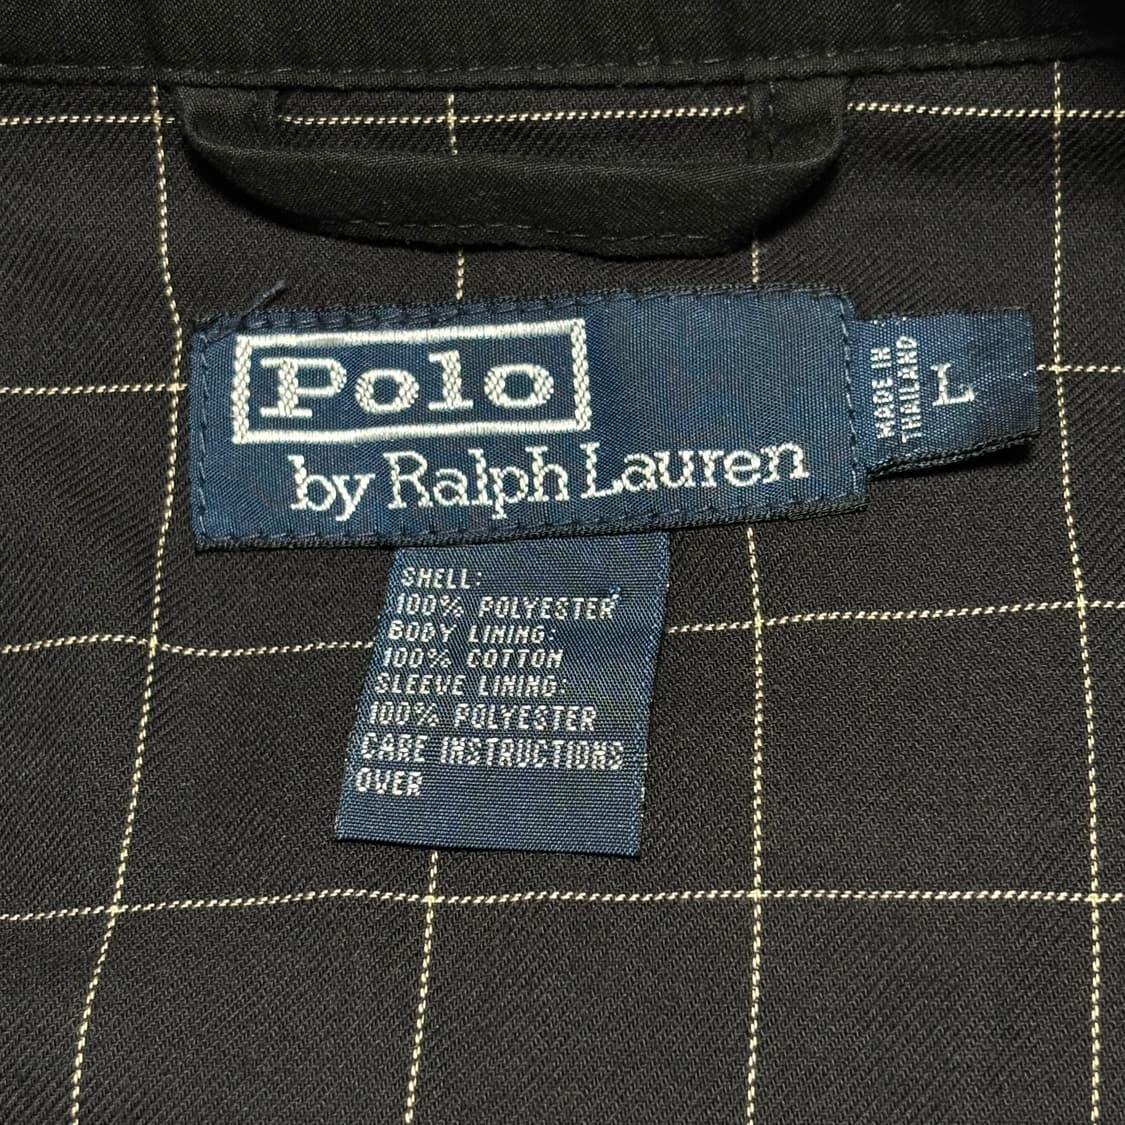 Polo
by Ralph Lauren
MADE IN
THAILAND
L
SHELL:
100% POLYESTER
BODY LINING:
100% COTTON
SLEEVE LINING:
100% POLYESTER
CARE INSTRUCTIONS
OVER